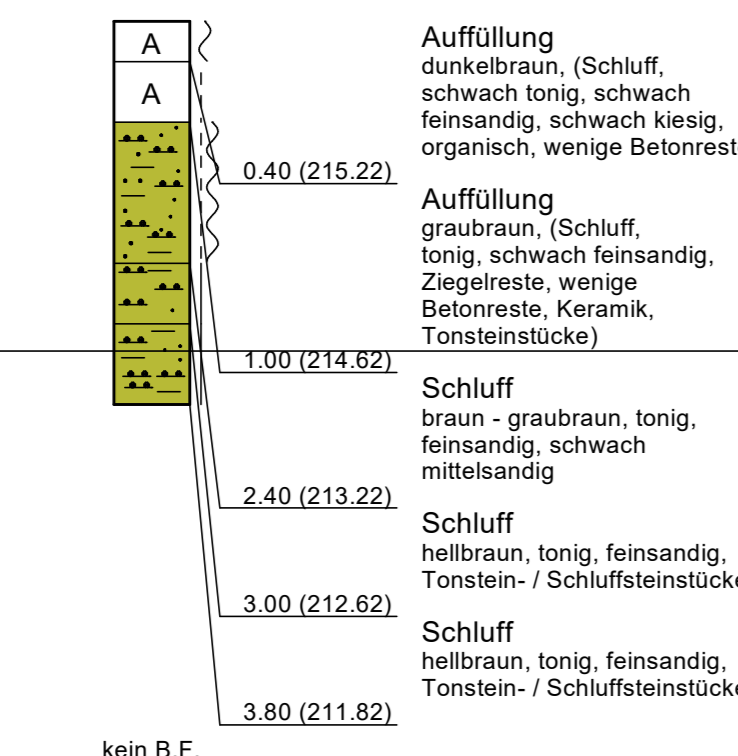 A
A
Auffüllung
dunkelbraun, (Schluff,
schwach tonig, schwach
feinsandig, schwach kiesig,
organisch, wenige Betonrest
0.40 (215.22)
Auffüllung
graubraun, (Schluff,
tonig, schwach feinsandig,
Ziegelreste, wenige
Betonreste, Keramik,
Tonsteinstücke)
1.00 (214.62)
Schluff
braun - graubraun, tonig,
feinsandig, schwach
mittelsandig
2.40 (213.22)
Schluff
hellbraun, tonig, feinsandig,
Tonstein- / Schluffsteinstücke
3.00 (212.62)
Schluff
hellbraun, tonig, feinsandig,
Tonstein- / Schluffsteinstücke
3.80 (211.82)
kein B.F.